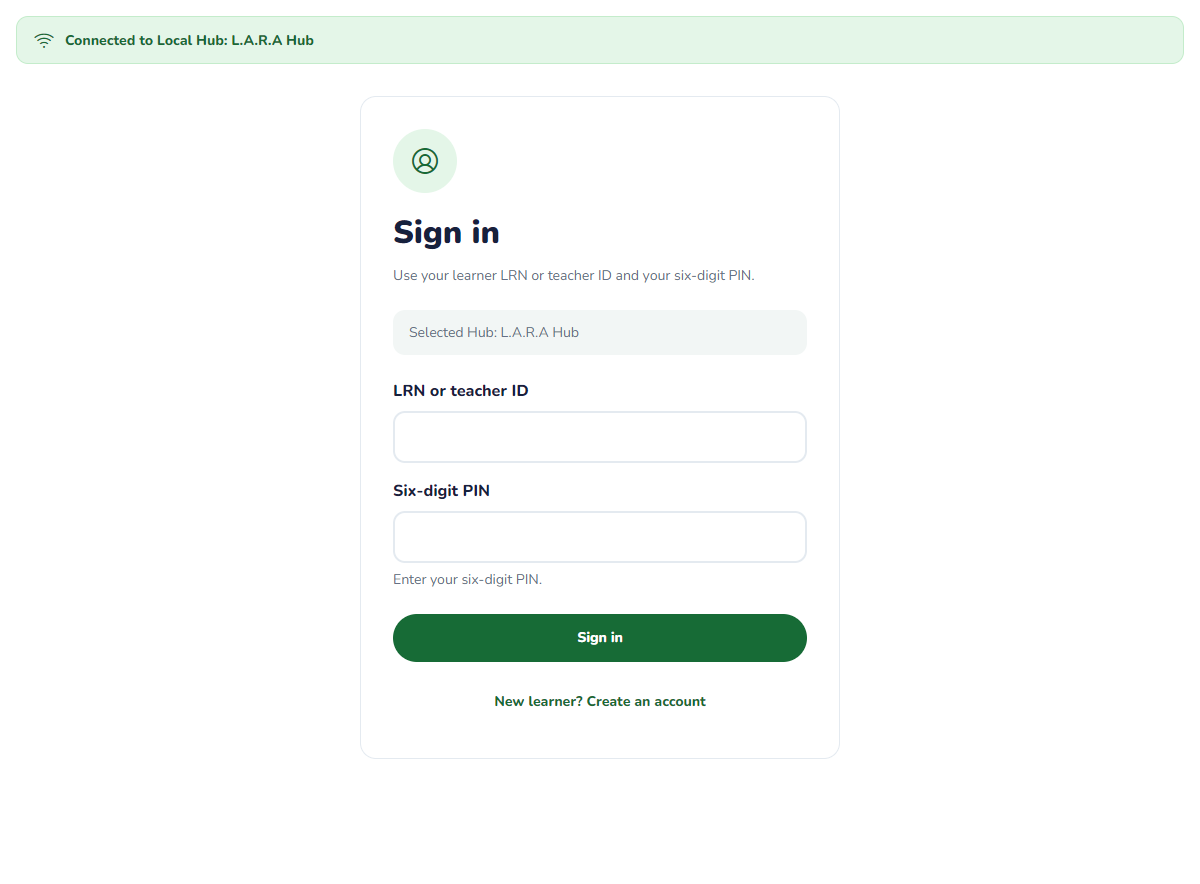 Connected to Local Hub: L.A.R.A Hub
Sign in
Use your learner LRN or teacher ID and your six-digit PIN.
Selected Hub: L.A.R.A Hub
LRN or teacher ID
Six-digit PIN
Enter your six-digit PIN.
Sign in
New learner? Create an account